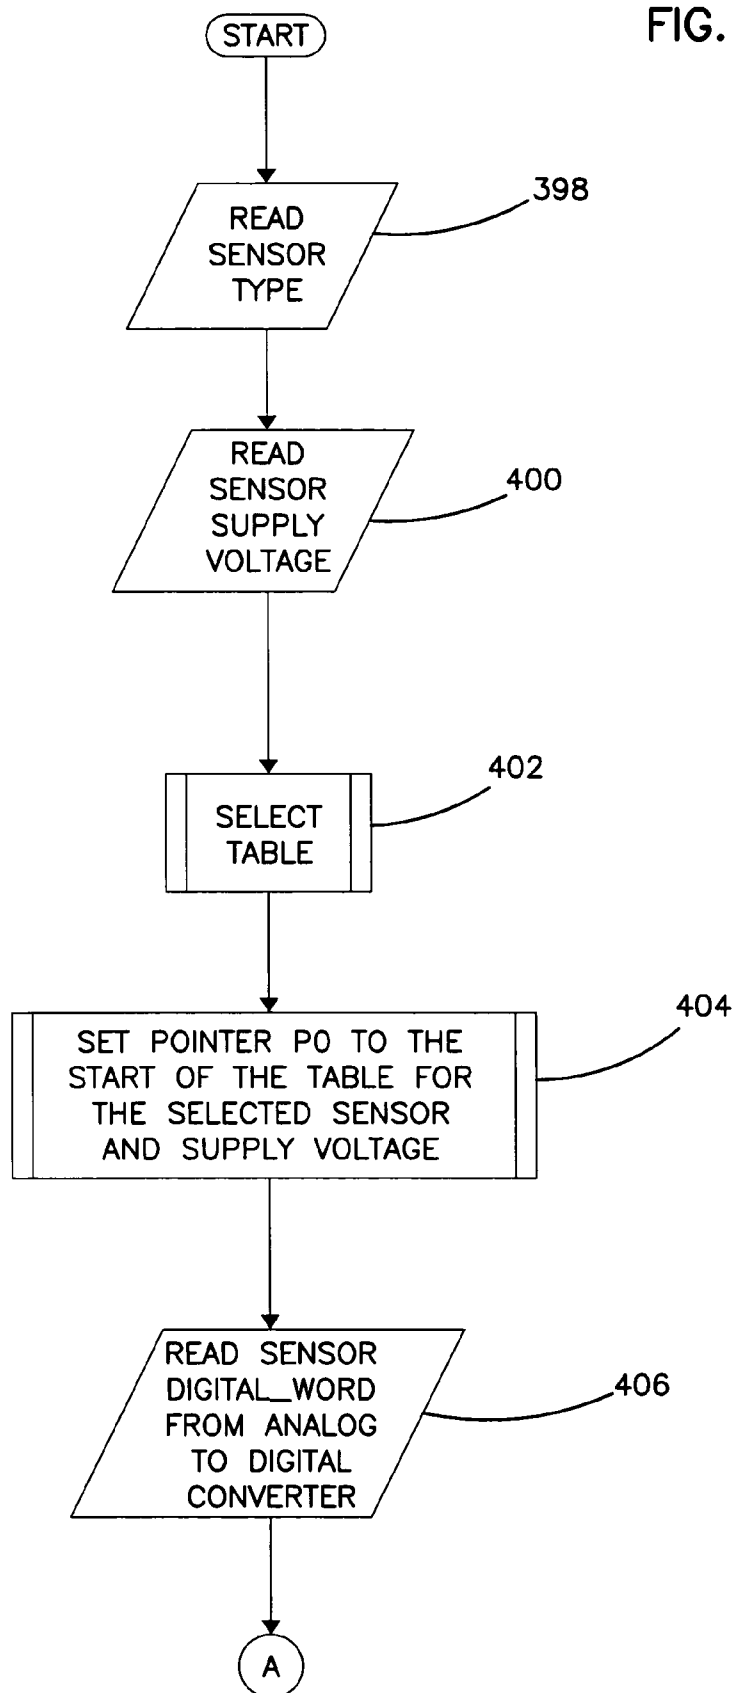 FIG.
START
398
READ
SENSOR
TYPE
400
READ
SENSOR
SUPPLY
VOLTAGE
402
SELECT
TABLE
404
SET POINTER P0 TO THE
START OF THE TABLE FOR
THE SELECTED SENSOR
AND SUPPLY VOLTAGE
406
READ SENSOR
DIGITAL_WORD
FROM ANALOG
TO DIGITAL
CONVERTER
A